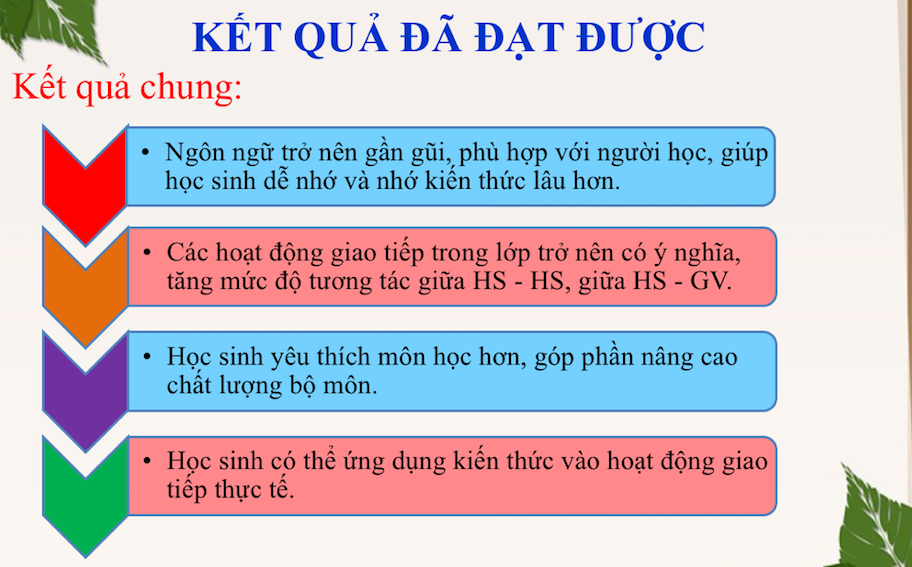 KẾT QUẢ ĐÃ ĐẠT ĐƯỢC
Kết quả chung:
• Ngôn ngữ trở nên gần gũi, phù hợp với người học, giúp
học sinh dễ nhớ và nhớ kiến thức lâu hơn.
• Các hoạt động giao tiếp trong lớp trở nên có ý nghĩa,
tăng mức độ tương tác giữa HS - HS, giữa HS - GV.
• Học sinh yêu thích môn học hơn, góp phần nâng cao
chất lượng bộ môn.
• Học sinh có thể ứng dụng kiến thức vào hoạt động giao
tiếp thực tế.